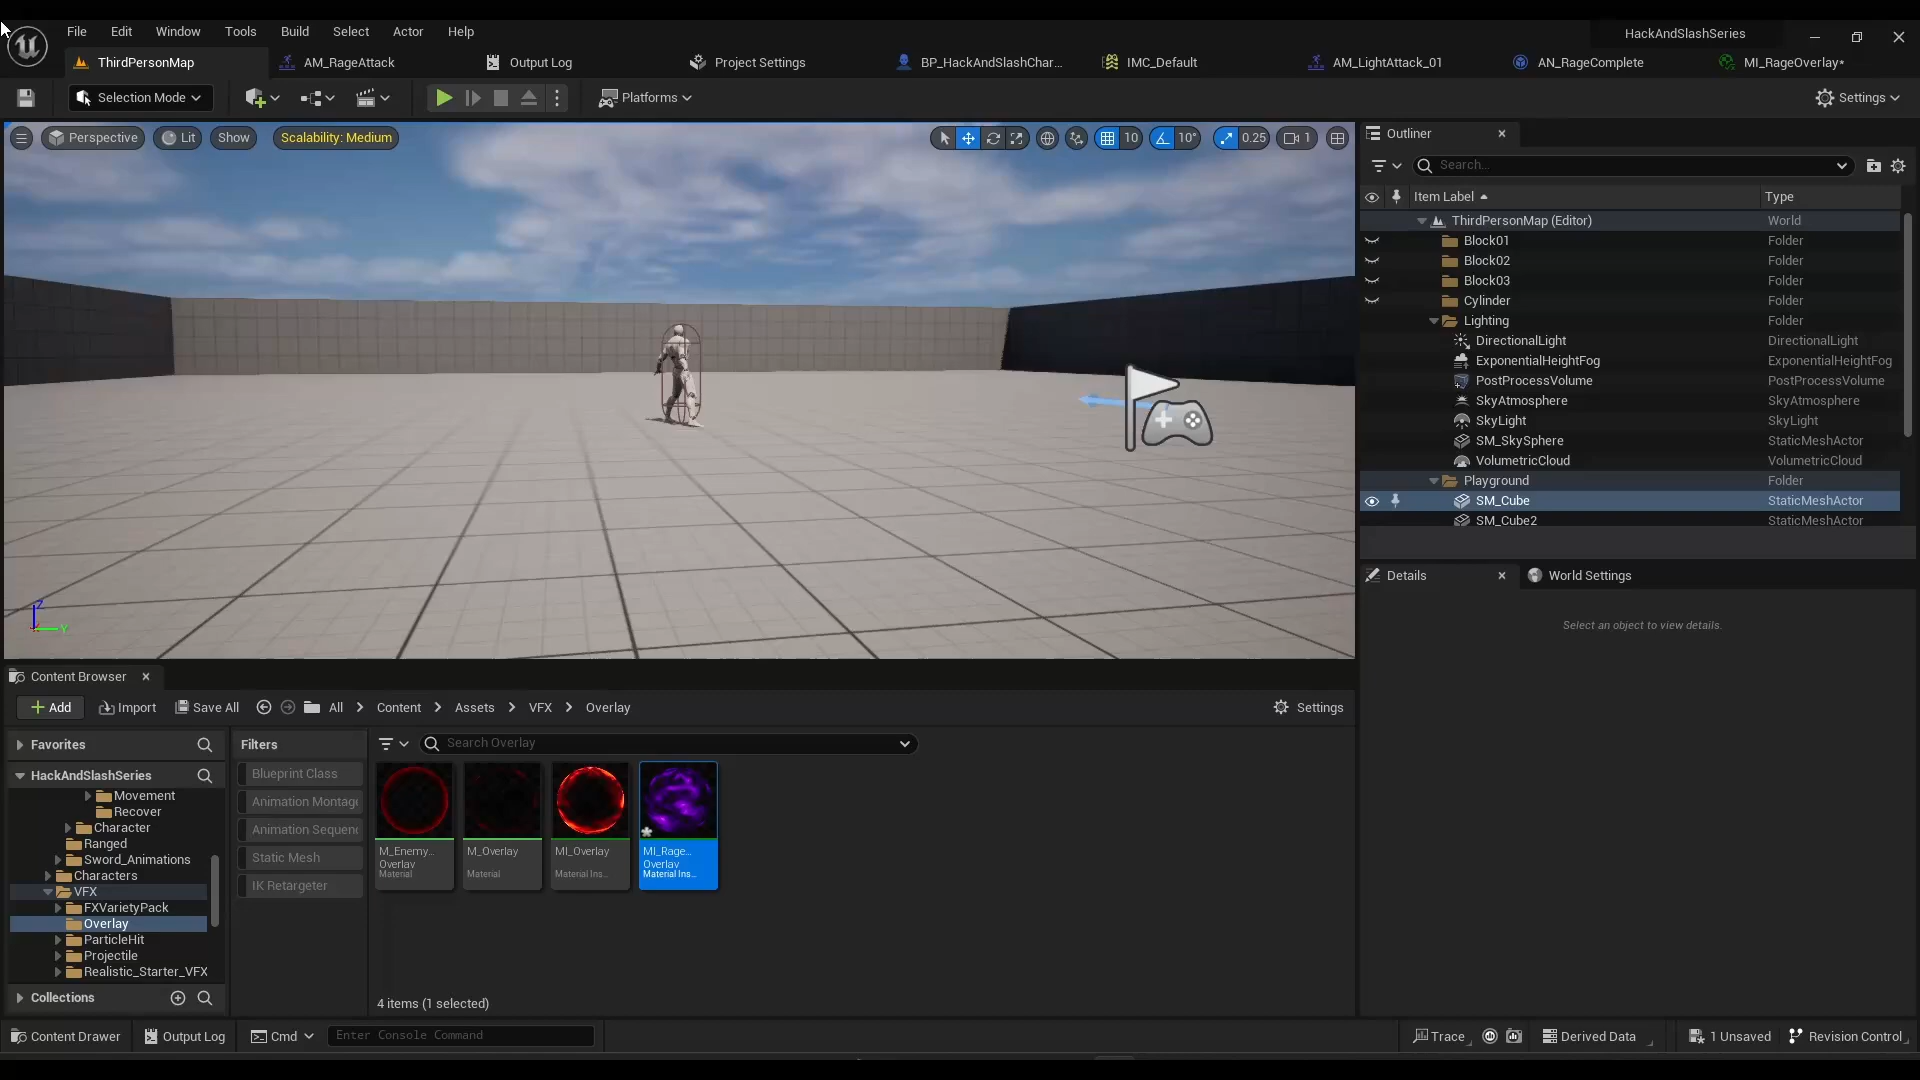 File Edit Window Tools Build Select Actor Help
HackAndSlashSeries
ThirdPersonMap AM_RageAttack Output Log Project Settings BP_HackAndSlashChar... IMC_Default AM_LightAttack_01 AN_RageComplete MI_RageOverlay*
Selection Mode Platforms Settings
Perspective Lit Show Scalability: Medium 10 10° 0.25 1
Outliner
Search...
Item Label Type
ThirdPersonMap (Editor) World
Block01 Folder
Block02 Folder
Block03 Folder
Cylinder Folder
Lighting Folder
DirectionalLight DirectionalLight
ExponentialHeightFog ExponentialHeightFog
PostProcessVolume PostProcessVolume
SkyAtmosphere SkyAtmosphere
SkyLight SkyLight
SM_SkySphere StaticMeshActor
VolumetricCloud VolumetricCloud
Playground Folder
SM_Cube StaticMeshActor
SM_Cube2 StaticMeshActor
Details World Settings
Select an object to view details.
Z
Y
Content Browser
Add Import Save All All Content Assets VFX Overlay Settings
Favorites
HackAndSlashSeries
Movement
Recover
Character
Ranged
Sword_Animations
Characters
VFX
FXVarietyPack
Overlay
ParticleHit
Projectile
Realistic_Starter_VFX
Collections
Filters
Blueprint Class
Animation Montag
Animation Sequen
Static Mesh
IK Retargeter
Search Overlay
M_Enemy...
Overlay
Material
M_Overlay
Material
MI_Overlay
Material Ins...
MI_Rage...
Overlay
Material Ins...
4 items (1 selected)
Content Drawer Output Log Cmd Enter Console Command Trace Derived Data 1 Unsaved Revision Control